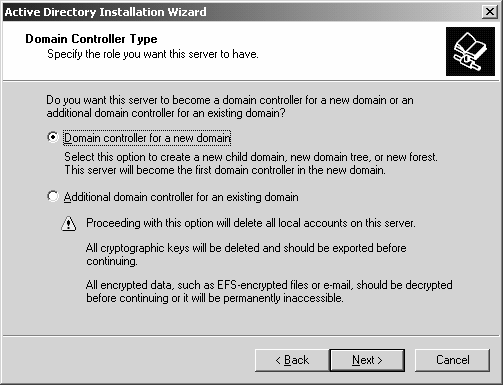 Active Directory Installation Wizard
Domain Controller Type
Specify the role you want this server to have.
Do you want this server to become a domain controller for a new domain or an
additional domain controller for an existing domain?
Domain controller for a new domain
Select this option to create a new child domain, new domain tree, or new forest.
This server will become the first domain controller in the new domain.
Additional domain controller for an existing domain
Proceeding with this option will delete all local accounts on this server.
All cryptographic keys will be deleted and should be exported before
continuing.
All encrypted data, such as EFS-encrypted files or e-mail, should be decrypted
before continuing or it will be permanently inaccessible.
< Back Next > Cancel